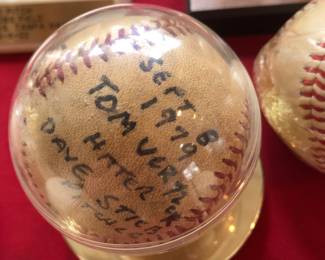 SEPT 8
1979
TOM VERYZER
HITTER
DAVE STIEB